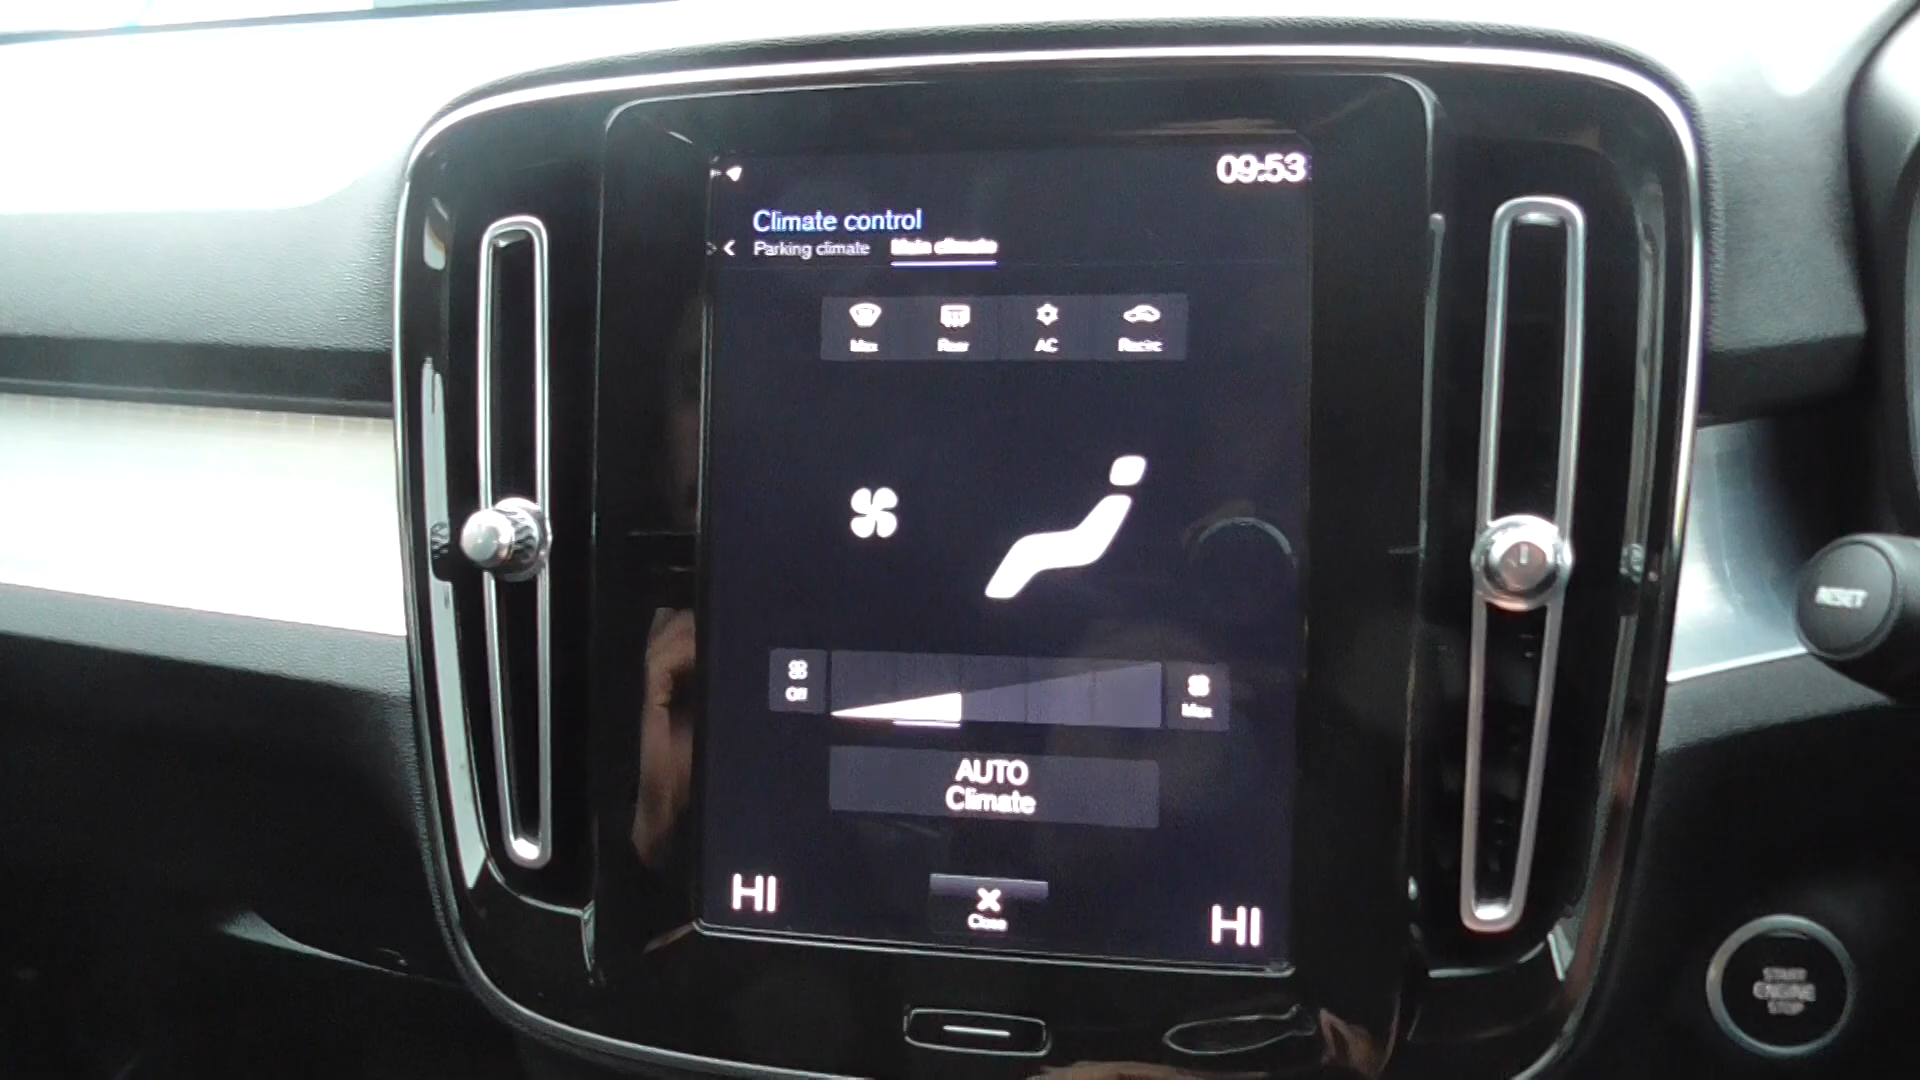 09:53
Climate control
Parking climate Main climate
Max Rear AC Recirc
Off
Max
AUTO
Climate
HI
Close
HI
RESET
START
ENGINE
STOP